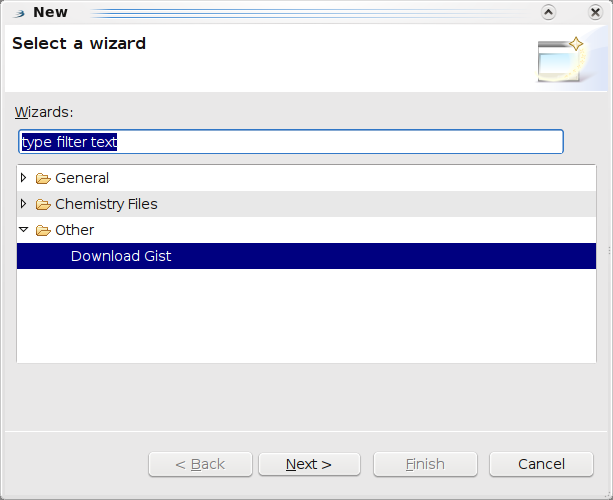 New
Select a wizard
Wizards:
type filter text
General
Chemistry Files
Other
Download Gist
< Back Next > Finish Cancel